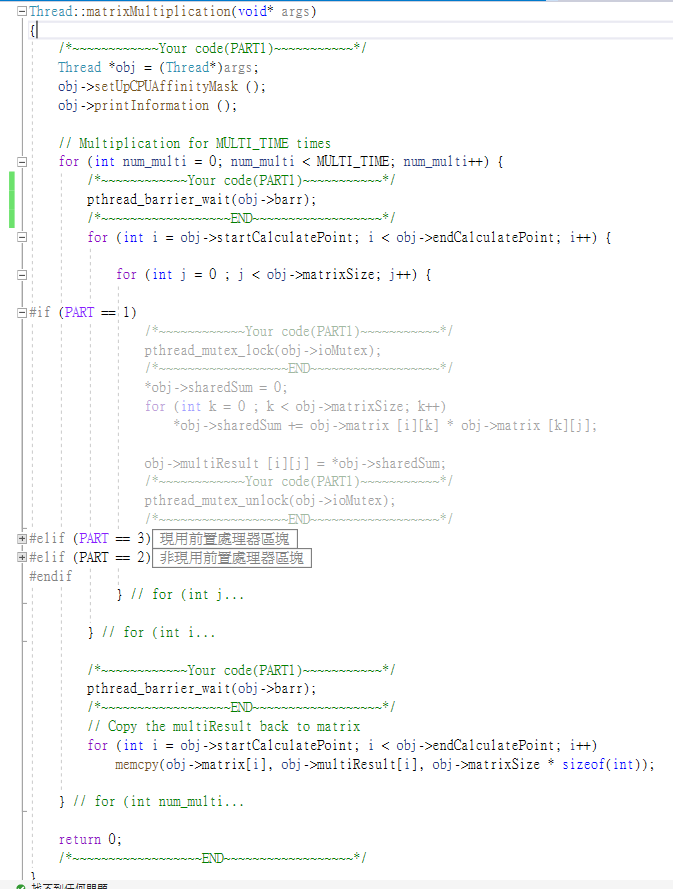 Thread::matrixMultiplication(void* args)
{
/*~~~~~~~~~~~~Your code(PART1)~~~~~~~~~~~*/
Thread *obj = (Thread*)args;
obj->setUpCPUAffinityMask ();
obj->printInformation ();
// Multiplication for MULTI_TIME times
for (int num_multi = 0; num_multi < MULTI_TIME; num_multi++) {
/*~~~~~~~~~~~~Your code(PART1)~~~~~~~~~~~*/
pthread_barrier_wait(obj->barr);
/*~~~~~~~~~~~~~~~~~~END~~~~~~~~~~~~~~~~~~*/
for (int i = obj->startCalculatePoint; i < obj->endCalculatePoint; i++) {
for (int j = 0 ; j < obj->matrixSize; j++) {
#if (PART == 1)
/*~~~~~~~~~~~~Your code(PART1)~~~~~~~~~~~*/
pthread_mutex_lock(obj->ioMutex);
/*~~~~~~~~~~~~~~~~~~END~~~~~~~~~~~~~~~~~~*/
*obj->sharedSum = 0;
for (int k = 0 ; k < obj->matrixSize; k++)
*obj->sharedSum += obj->matrix [i][k] * obj->matrix [k][j];
obj->multiResult [i][j] = *obj->sharedSum;
/*~~~~~~~~~~~~Your code(PART1)~~~~~~~~~~~*/
pthread_mutex_unlock(obj->ioMutex);
/*~~~~~~~~~~~~~~~~~~END~~~~~~~~~~~~~~~~~~*/
#elif (PART == 3) 現用前置處理器區塊
#elif (PART == 2) 非現用前置處理器區塊
#endif
} // for (int j...
} // for (int i...
/*~~~~~~~~~~~~Your code(PART1)~~~~~~~~~~~*/
pthread_barrier_wait(obj->barr);
/*~~~~~~~~~~~~~~~~~~END~~~~~~~~~~~~~~~~~~*/
// Copy the multiResult back to matrix
for (int i = obj->startCalculatePoint; i < obj->endCalculatePoint; i++)
memcpy(obj->matrix[i], obj->multiResult[i], obj->matrixSize * sizeof(int));
} // for (int num_multi...
return 0;
/*~~~~~~~~~~~~~~~~~~END~~~~~~~~~~~~~~~~~~*/
}
找不到任何問題